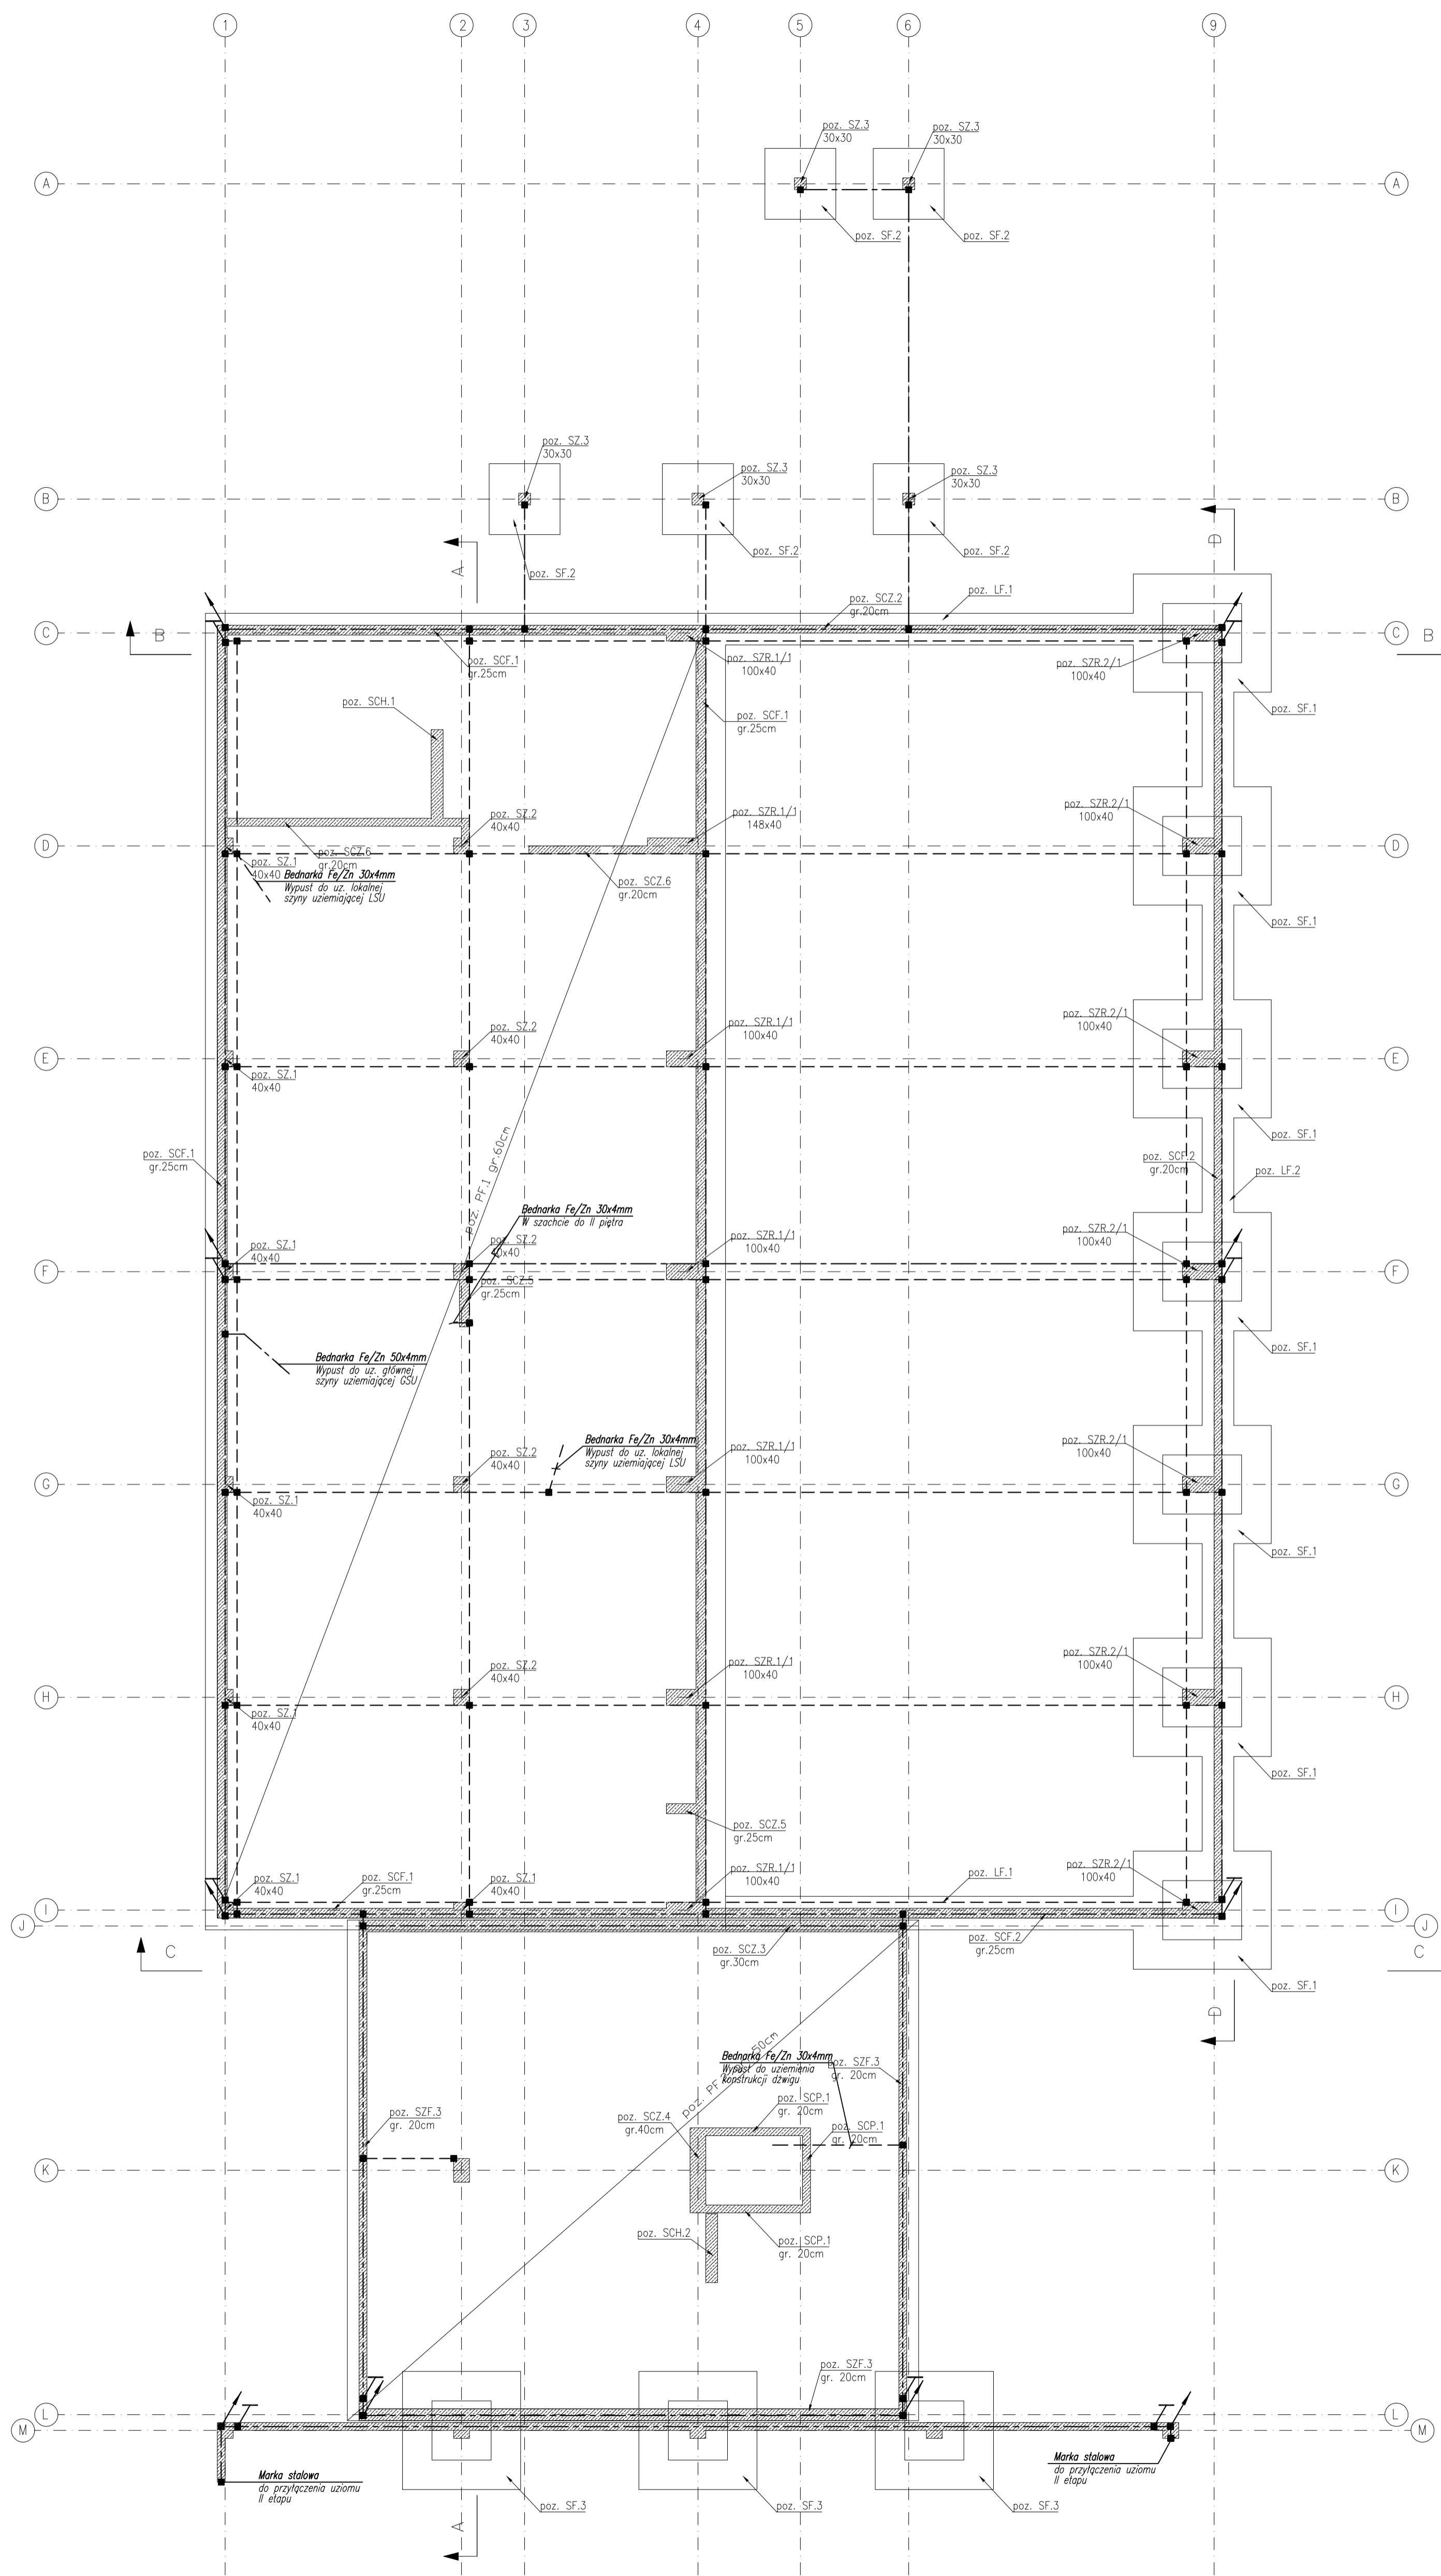 1
2
3
4
5
6
9
poz. SZ.3
30x30
poz. SZ.3
30x30
A
A
poz. SF.2
poz. SF.2
poz. SZ.3
30x30
poz. SZ.3
30x30
poz. SZ.3
30x30
B
B
poz. SF.2
poz. SF.2
poz. SF.2
A
D
poz. LF.1
poz. SCZ.2
gr.20cm
C
B
C
B
poz. SCF.1
gr.25cm
poz. SZR.1/1
100x40
poz. SZR.2/1
100x40
poz. SCH.1
poz. SCF.1
gr.25cm
poz. SF.1
poz. SZ.2
40x40
poz. SZR.1/1
148x40
poz. SZR.2/1
100x40
D
D
poz. SCZ.6
gr.20cm
poz. SZ.1
40x40
Bednarka Fe/Zn 30x4mm
Wypust do uz. lokalnej
szyny uziemiającej LSU
poz. SCZ.6
gr.20cm
poz. SF.1
poz. SZ.2
40x40
poz. SZR.1/1
100x40
poz. SZR.2/1
100x40
E
E
poz. SZ.1
40x40
poz. SF.1
poz. SCF.1
gr.25cm
poz. PF.1 gr.60cm
poz. SCF.2
gr.20cm
poz. LF.2
Bednarka Fe/Zn 30x4mm
W szachcie do II piętra
poz. SZ.1
40x40
poz. SZ.2
40x40
poz. SZR.1/1
100x40
poz. SZR.2/1
100x40
F
F
poz. SCZ.5
gr.25cm
poz. SF.1
Bednarka Fe/Zn 50x4mm
Wypust do uz. głównej
szyny uziemiającej GSU
Bednarka Fe/Zn 30x4mm
Wypust do uz. lokalnej
szyny uziemiającej LSU
poz. SZ.2
40x40
poz. SZR.1/1
100x40
poz. SZR.2/1
100x40
G
G
poz. SZ.1
40x40
poz. SF.1
poz. SZ.2
40x40
poz. SZR.1/1
100x40
poz. SZR.2/1
100x40
H
H
poz. SZ.1
40x40
poz. SF.1
poz. SCZ.5
gr.25cm
poz. SZ.1
40x40
poz. SCF.1
gr.25cm
poz. SZ.1
40x40
poz. SZR.1/1
100x40
poz. LF.1
poz. SZR.2/1
100x40
I
I
J
J
poz. SCZ.3
gr.30cm
poz. SCF.2
gr.25cm
C
C
poz. SF.1
D
poz. PF. 50cm
Bednarka Fe/Zn 30x4mm
Wypust do uziemienia
konstrukcji dźwigu
poz. SZF.3
gr. 20cm
poz. SCP.1
gr. 20cm
poz. SZF.3
gr. 20cm
poz. SCZ.4
gr.40cm
poz. SCP.1
gr. 20cm
K
K
poz. SCH.2
poz. SCP.1
gr. 20cm
poz. SZF.3
gr. 20cm
L
L
M
M
Marka stalowa
do przyłączenia uziomu
II etapu
Marka stalowa
do przyłączenia uziomu
II etapu
poz. SF.3
poz. SF.3
poz. SF.3
A